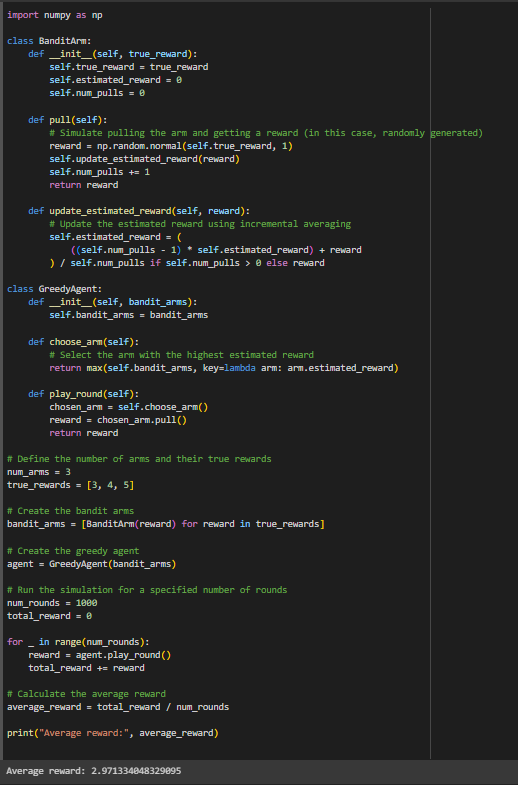 import numpy as np
class BanditArm:
def __init__(self, true_reward):
self.true_reward = true_reward
self.estimated_reward = 0
self.num_pulls = 0
def pull(self):
# Simulate pulling the arm and getting a reward (in this case, randomly generated)
reward = np.random.normal(self.true_reward, 1)
self.update_estimated_reward(reward)
self.num_pulls += 1
return reward
def update_estimated_reward(self, reward):
# Update the estimated reward using incremental averaging
self.estimated_reward = (
((self.num_pulls - 1) * self.estimated_reward) + reward
) / self.num_pulls if self.num_pulls > 0 else reward
class GreedyAgent:
def __init__(self, bandit_arms):
self.bandit_arms = bandit_arms
def choose_arm(self):
# Select the arm with the highest estimated reward
return max(self.bandit_arms, key=lambda arm: arm.estimated_reward)
def play_round(self):
chosen_arm = self.choose_arm()
reward = chosen_arm.pull()
return reward
# Define the number of arms and their true rewards
num_arms = 3
true_rewards = [3, 4, 5]
# Create the bandit arms
bandit_arms = [BanditArm(reward) for reward in true_rewards]
# Create the greedy agent
agent = GreedyAgent(bandit_arms)
# Run the simulation for a specified number of rounds
num_rounds = 1000
total_reward = 0
for _ in range(num_rounds):
reward = agent.play_round()
total_reward += reward
# Calculate the average reward
average_reward = total_reward / num_rounds
print("Average reward:", average_reward)
Average reward: 2.971334048329095